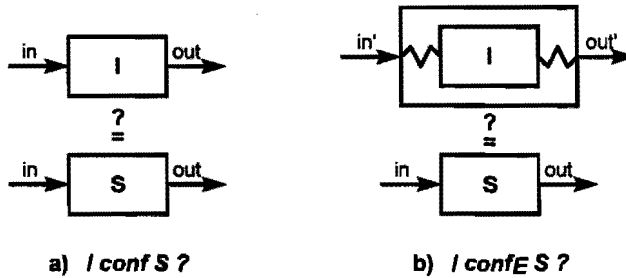 in
I
out
?
=
in
S
out
a) I conf S ?
in'
I
out'
?
=
in
S
out
b) I confE S ?